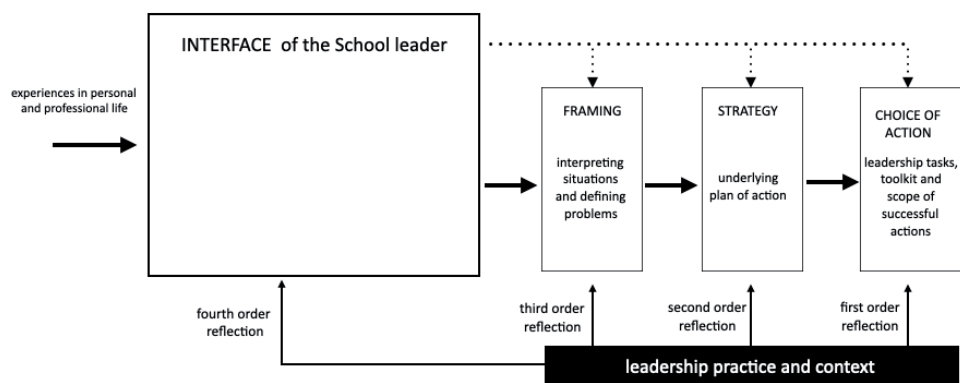 INTERFACE of the School leader
experiences in personal
and professional life
FRAMING
interpreting
situations
and defining
problems
STRATEGY
underlying
plan of action
CHOICE OF
ACTION
leadership tasks,
toolkit and
scope of
successful
actions
fourth order
reflection
third order
reflection
second order
reflection
first order
reflection
leadership practice and context